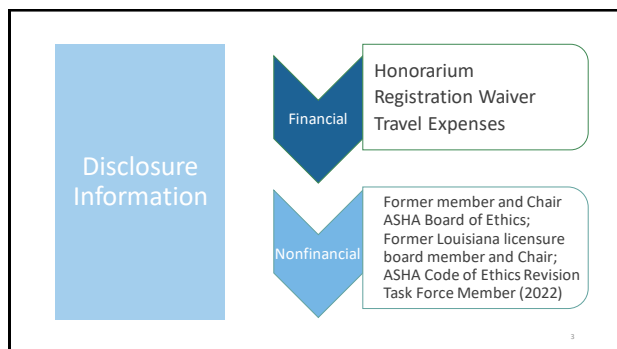 Disclosure
Information
Financial
Honorarium
Registration Waiver
Travel Expenses
Nonfinancial
Former member and Chair
ASHA Board of Ethics;
Former Louisiana licensure
board member and Chair;
ASHA Code of Ethics Revision
Task Force Member (2022)
3